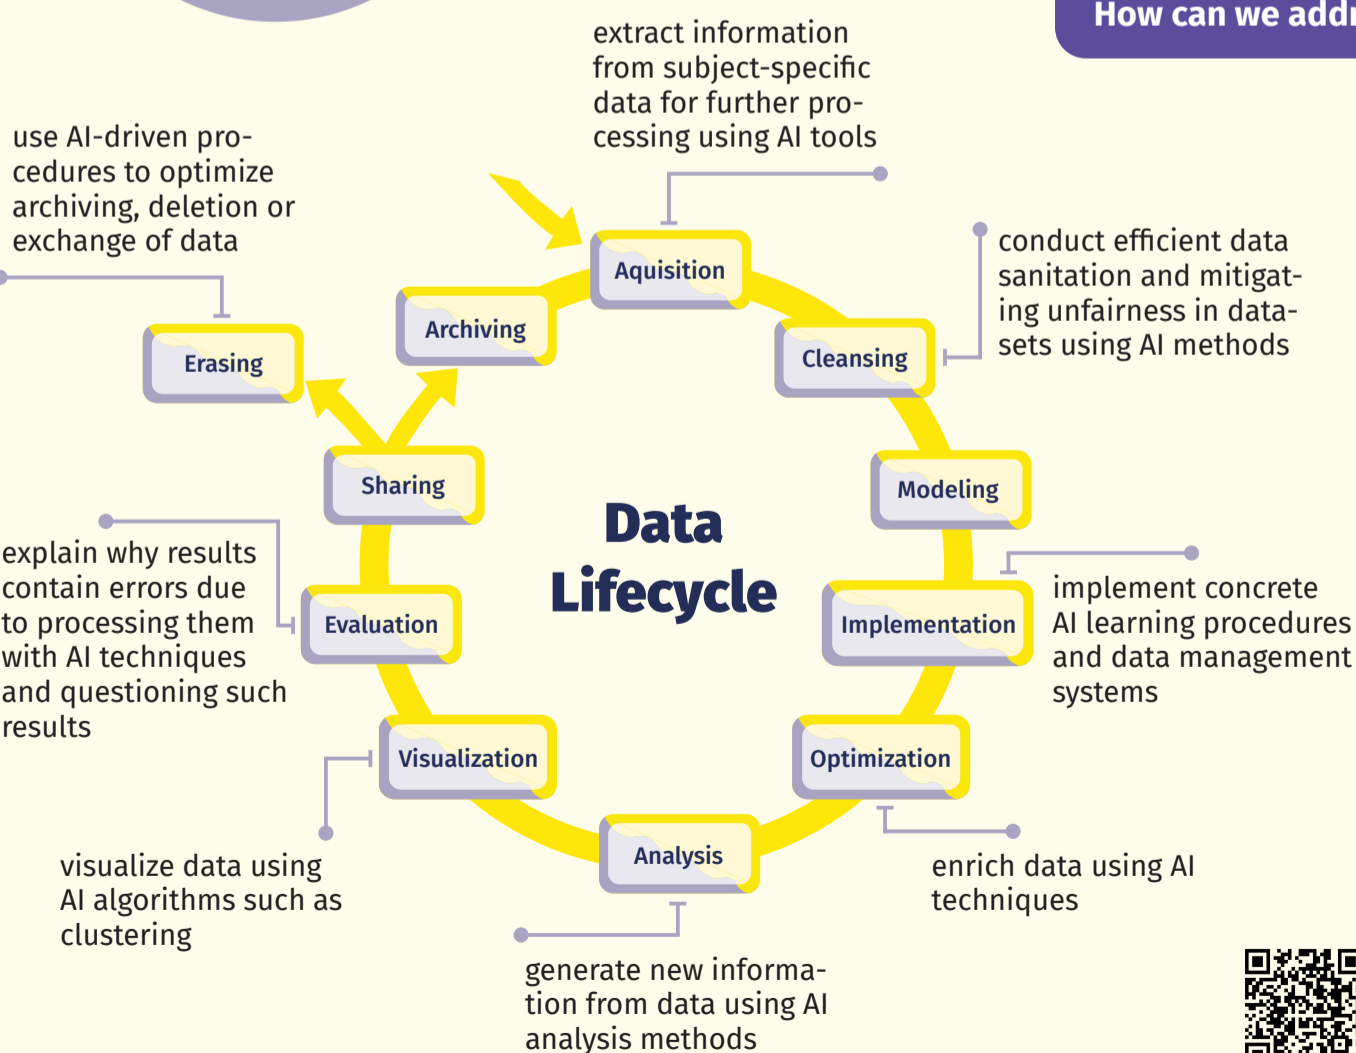 How can we addr
extract information
from subject-specific
data for further pro-
cessing using AI tools
use AI-driven pro-
cedures to optimize
archiving, deletion or
exchange of data
conduct efficient data
sanitation and mitigat-
ing unfairness in data-
sets using AI methods
Aquisition
Archiving
Cleansing
Erasing
Sharing
Modeling
Data
Lifecycle
explain why results
contain errors due
to processing them
with AI techniques
and questioning such
results
Evaluation
Implementation
implement concrete
AI learning procedures
and data management
systems
Visualization
Optimization
Analysis
visualize data using
AI algorithms such as
clustering
enrich data using AI
techniques
generate new informa-
tion from data using AI
analysis methods